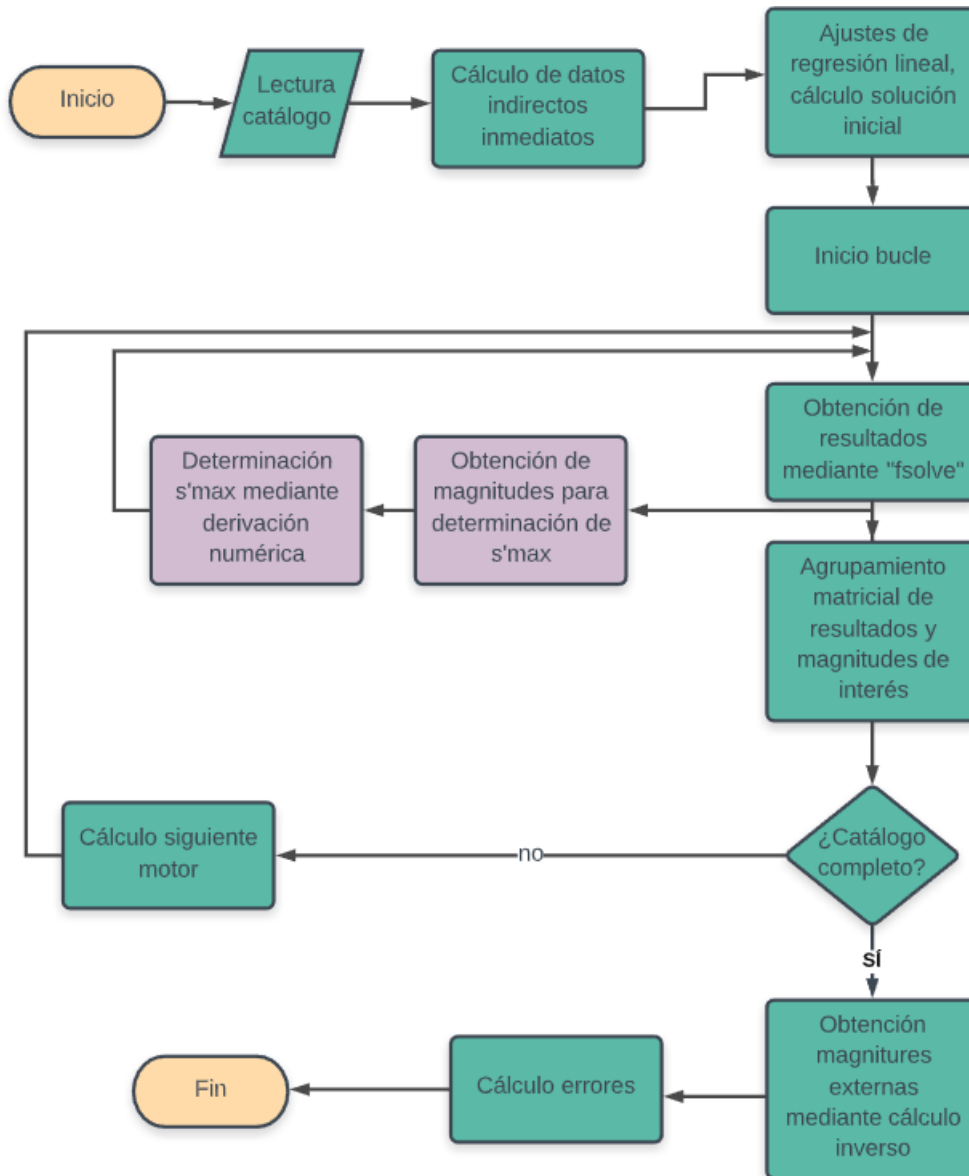 Inicio
Lectura
catálogo
Cálculo de datos
indirectos
inmediatos
Ajustes de
regresión lineal,
cálculo solución
inicial
Inicio bucle
Obtención de
resultados
mediante "fsolve"
Determinación
s'max mediante
derivación
numérica
Obtención de
magnitudes para
determinación de
s'max
Agrupamiento
matricial de
resultados y
magnitudes de
interés
¿Catálogo
completo?
no
Cálculo siguiente
motor
sí
Obtención
magnitures
externas
mediante cálculo
inverso
Cálculo errores
Fin